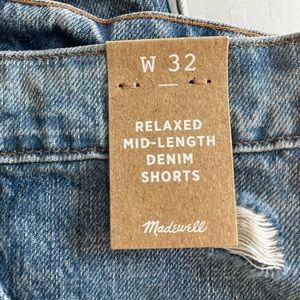 W 32
RELAXED
MID-LENGTH
DENIM
SHORTS
Madewell